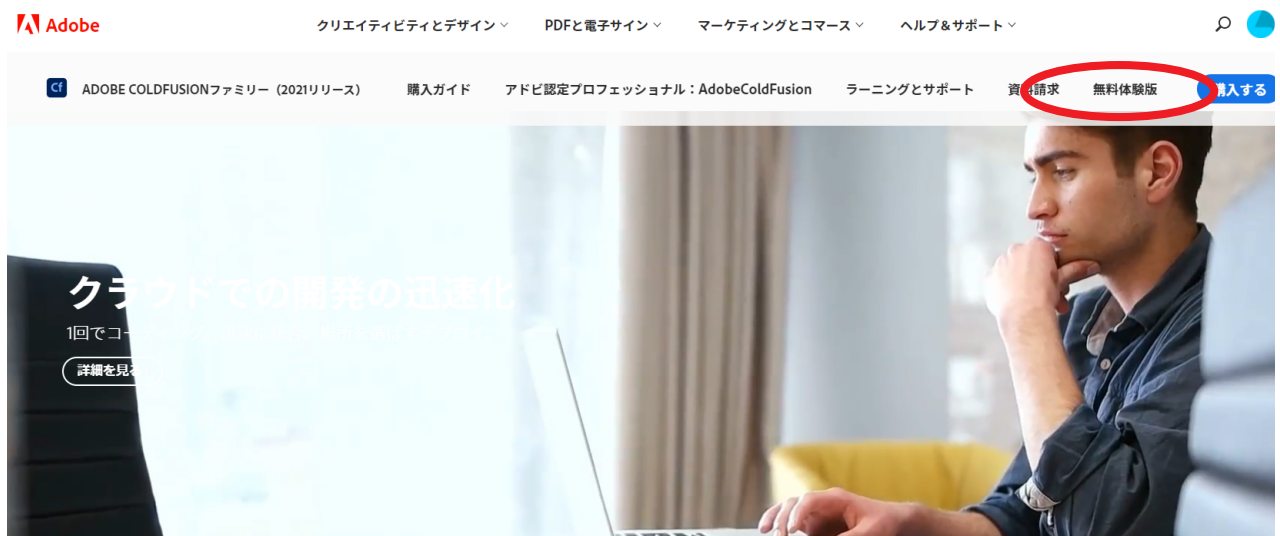 Adobe
クリエイティビティとデザイン
PDFと電子サイン
マーケティングとコマース
ヘルプ＆サポート
Cf
ADOBE COLDFUSIONファミリー（2021リリース）
購入ガイド
アドビ認定プロフェッショナル：AdobeColdFusion
ラーニングとサポート
資料請求
無料体験版
購入する
クラウドでの開発の迅速化
1回でコー
詳細を見る